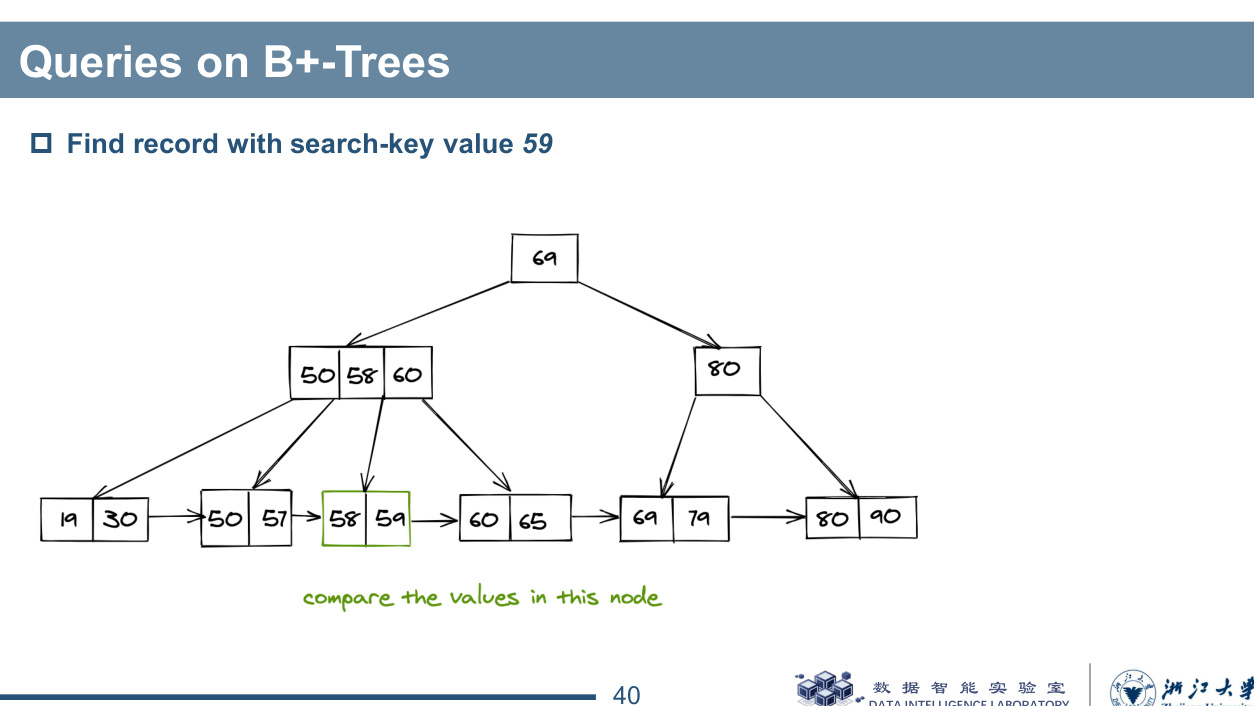 Queries on B+-Trees
Find record with search-key value 59
69
50 58 60
80
19 30
50 57
58 59
60 65
69 79
80 90
compare the values in this node
40
数据智能实验室
DATA INTELLIGENCE LABORATORY
浙江大学